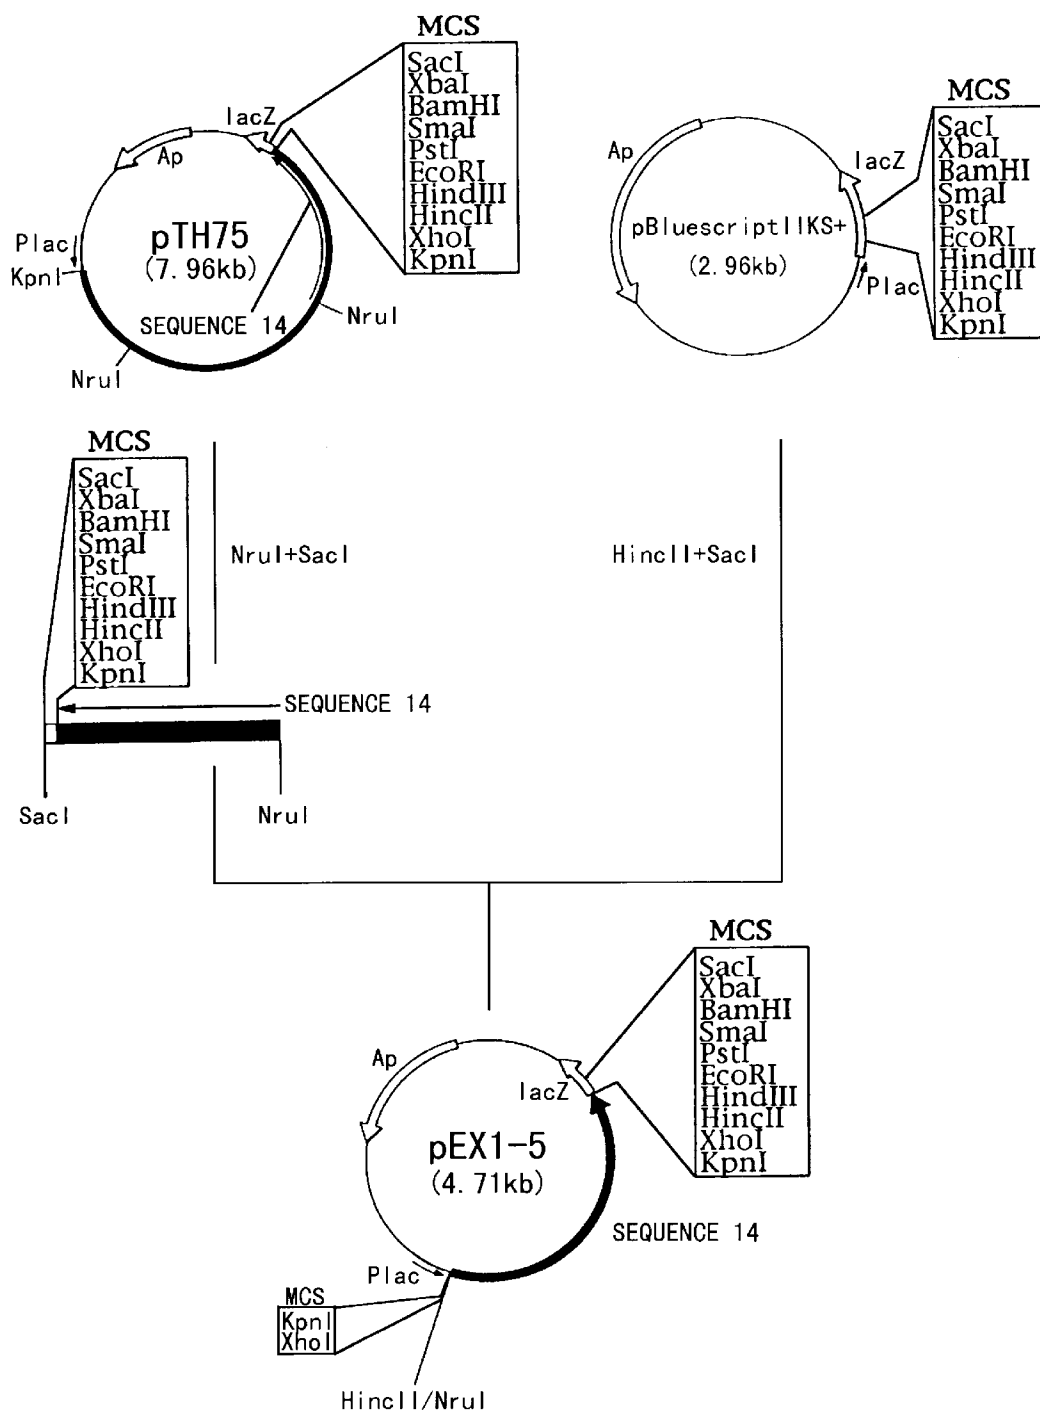 MCS
SacI
XbaI
BamHI
SmaI
PstI
EcoRI
HindIII
HincII
XhoI
KpnI
lacZ
Ap
pTH75
(7.96kb)
Plac
KpnI
SEQUENCE 14
NruI
NruI
MCS
SacI
XbaI
BamHI
SmaI
PstI
EcoRI
HindIII
HincII
XhoI
KpnI
Ap
lacZ
pBluescriptIIKS+
(2.96kb)
Plac
MCS
SacI
XbaI
BamHI
SmaI
PstI
EcoRI
HindIII
HincII
XhoI
KpnI
NruI+SacI
HincII+SacI
SEQUENCE 14
SacI
NruI
MCS
SacI
XbaI
BamHI
SmaI
PstI
EcoRI
HindIII
HincII
XhoI
KpnI
Ap
lacZ
pEX1-5
(4.71kb)
SEQUENCE 14
Plac
MCS
KpnI
XhoI
HincII/NruI